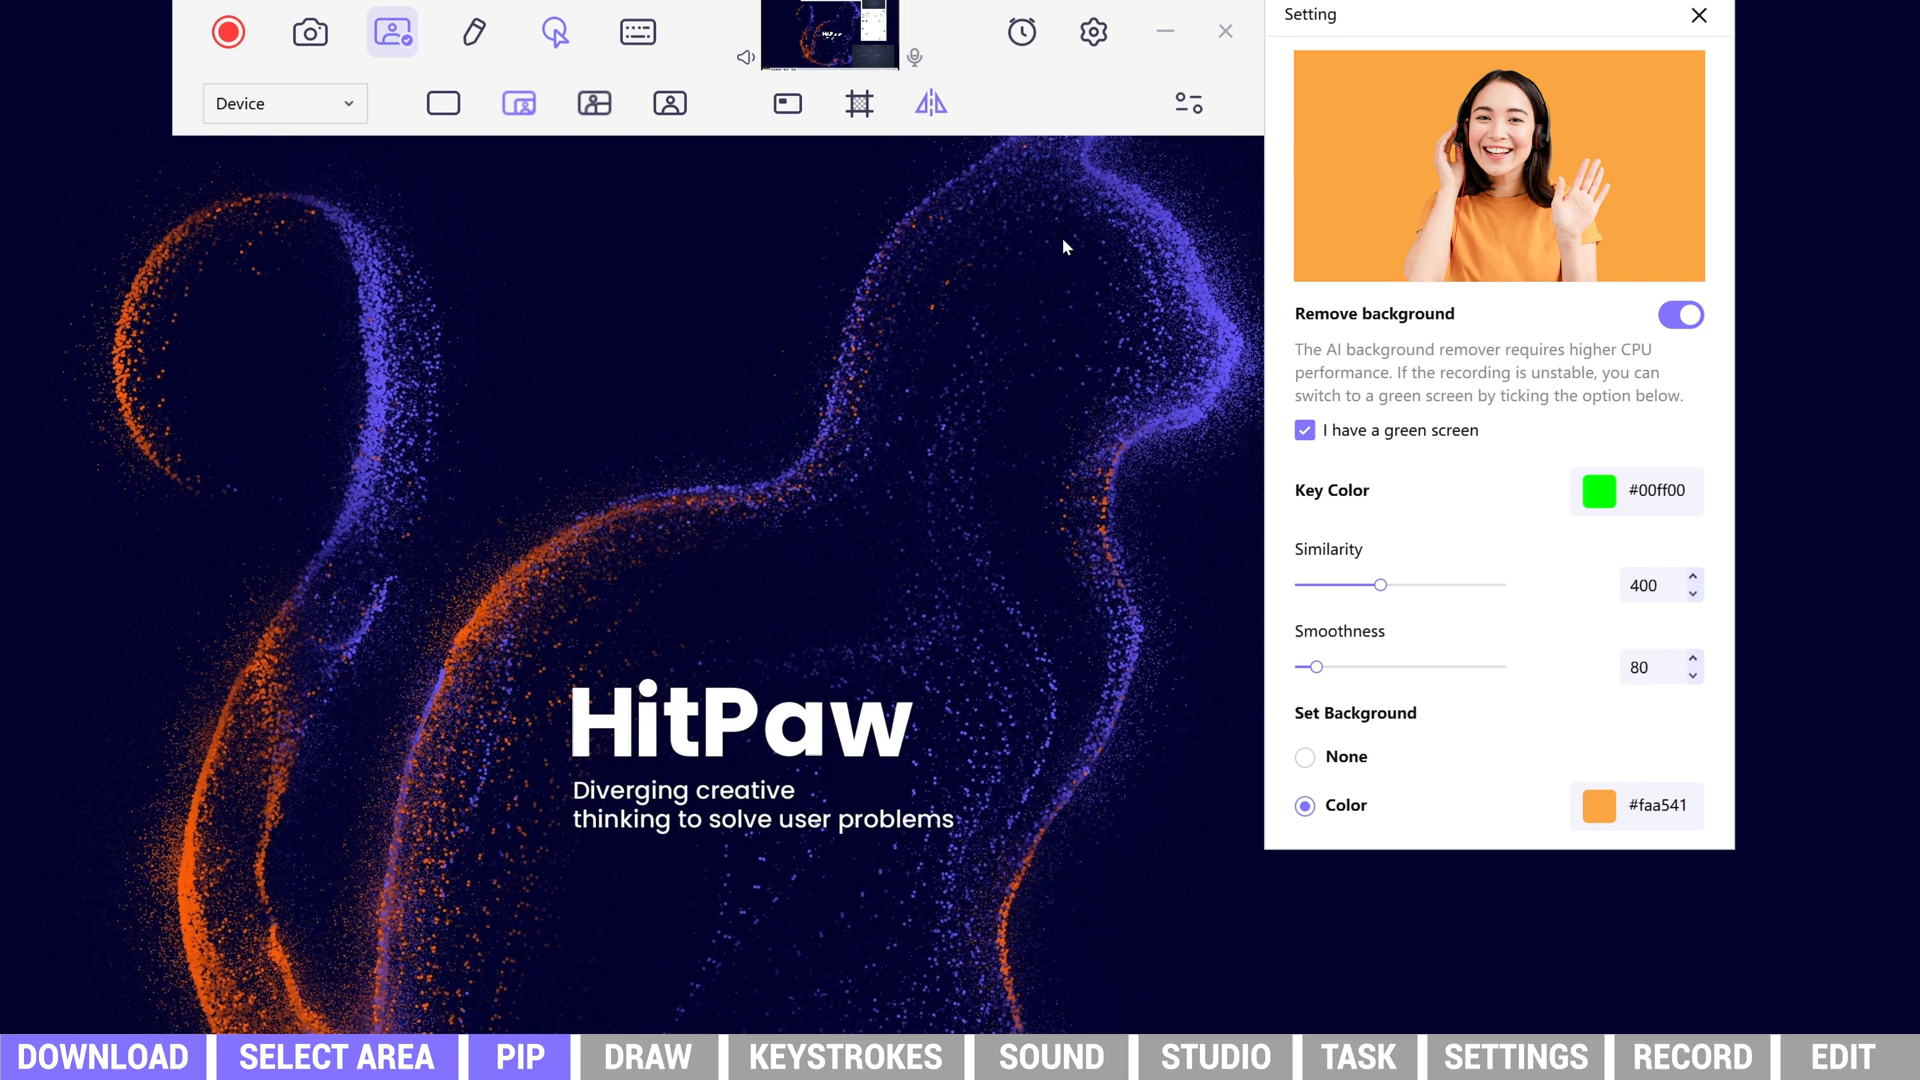 Setting
Device
Remove background
The AI background remover requires higher CPU
performance. If the recording is unstable, you can
switch to a green screen by ticking the option below.
I have a green screen
Key Color
#00ff00
Similarity
400
Smoothness
80
Set Background
None
Color
#faa541
HitPaw
Diverging creative
thinking to solve user problems
DOWNLOAD
SELECT AREA
PIP
DRAW
KEYSTROKES
SOUND
STUDIO
TASK
SETTINGS
RECORD
EDIT